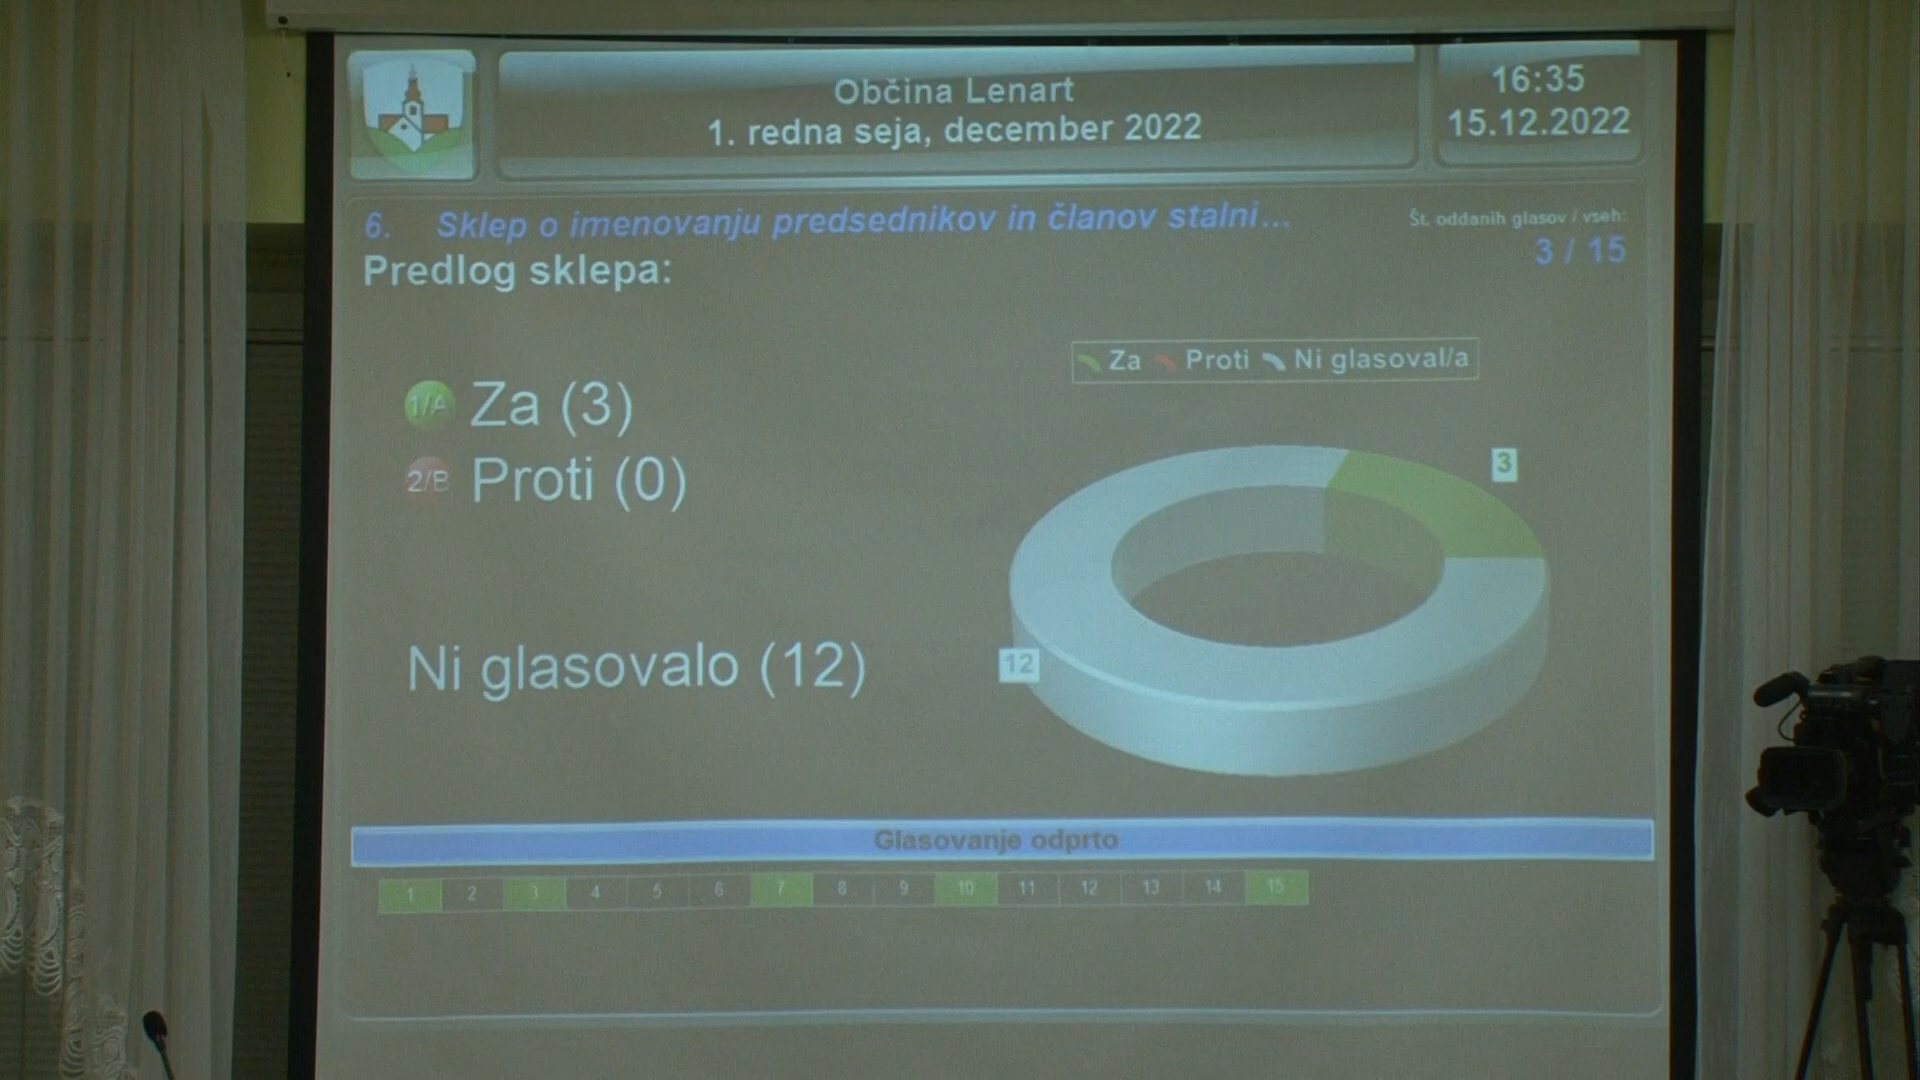 Občina Lenart
1. redna seja, december 2022
16:35
15.12.2022
6. Sklep o imenovanju predsednikov in članov stalni...
Št. oddanih glasov / vseh:
3 / 15
Predlog sklepa:
Za Proti Ni glasoval/a
1/A Za (3)
2/B Proti (0)
3
Ni glasovalo (12)
12
Glasovanje odprto
1 2 3 4 5 6 7 8 9 10 11 12 13 14 15